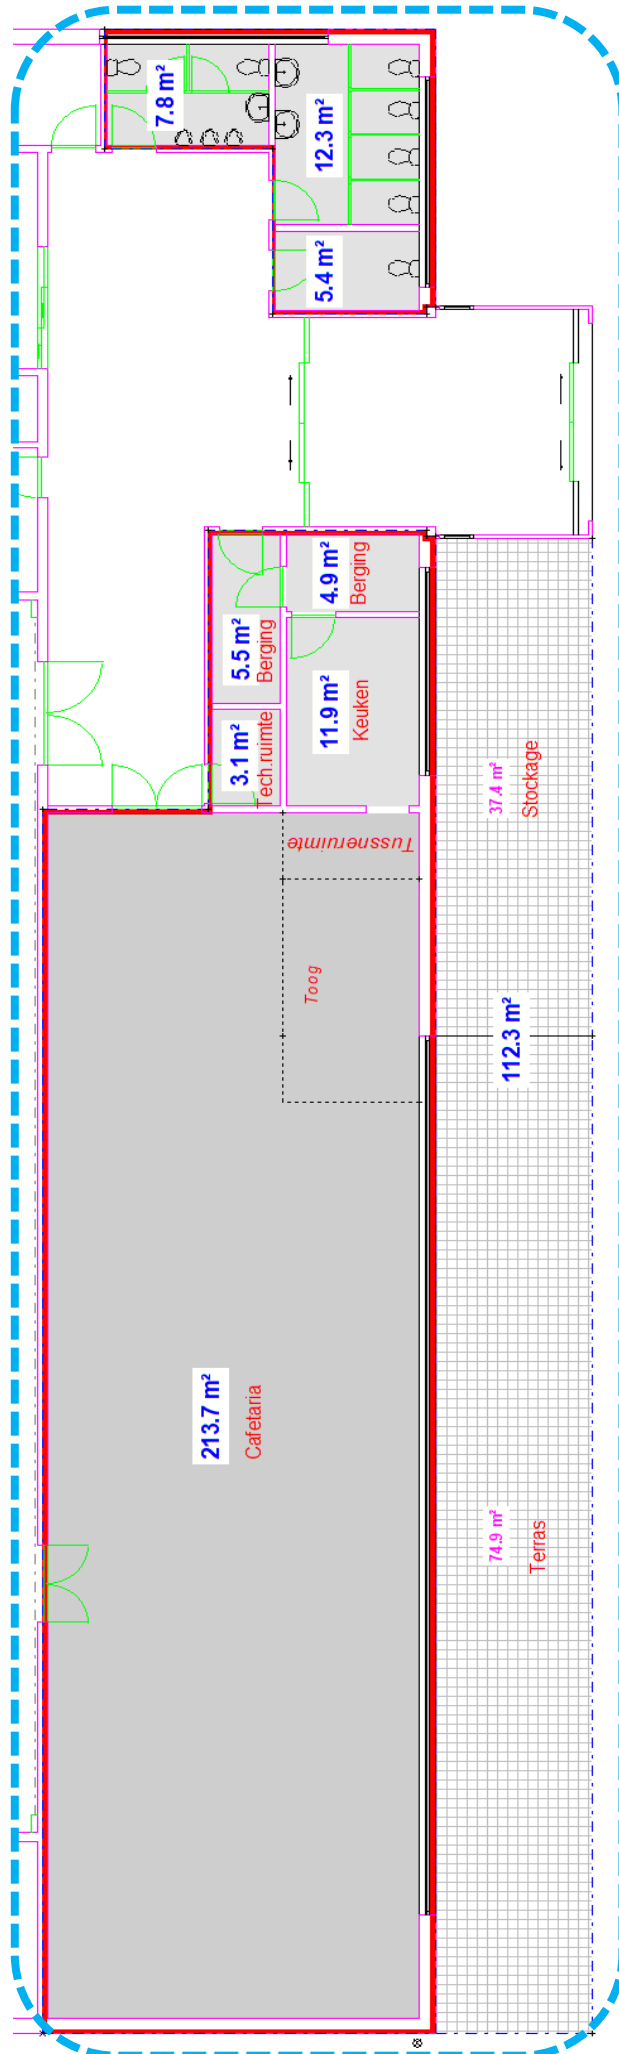 7.8 m²
12.3 m²
5.4 m²
4.9 m²
Berging
5.5 m²
Berging
11.9 m²
Keuken
3.1 m²
Tech.ruimte
Tussneruimte
Toog
37.4 m²
Stockage
112.3 m²
213.7 m²
Cafetaria
74.9 m²
Terras